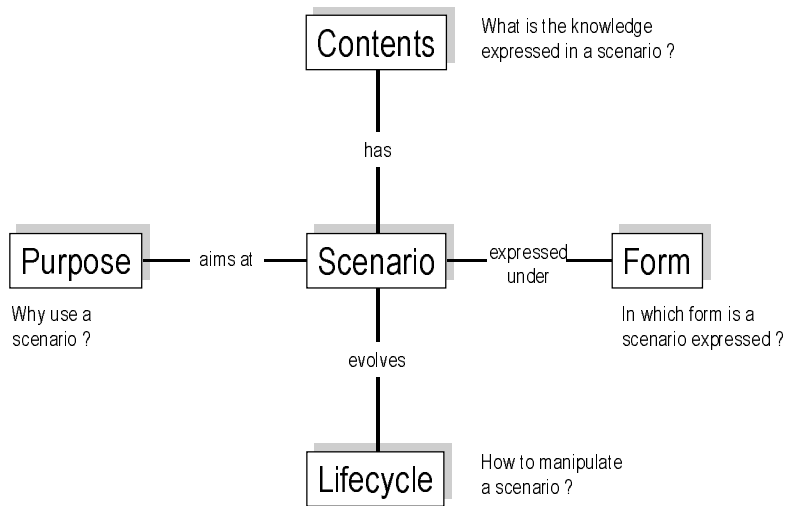 Contents
What is the knowledge
expressed in a scenario ?
has
Purpose
aims at
Scenario
expressed
under
Form
Why use a
scenario ?
In which form is a
scenario expressed ?
evolves
Lifecycle
How to manipulate
a scenario ?